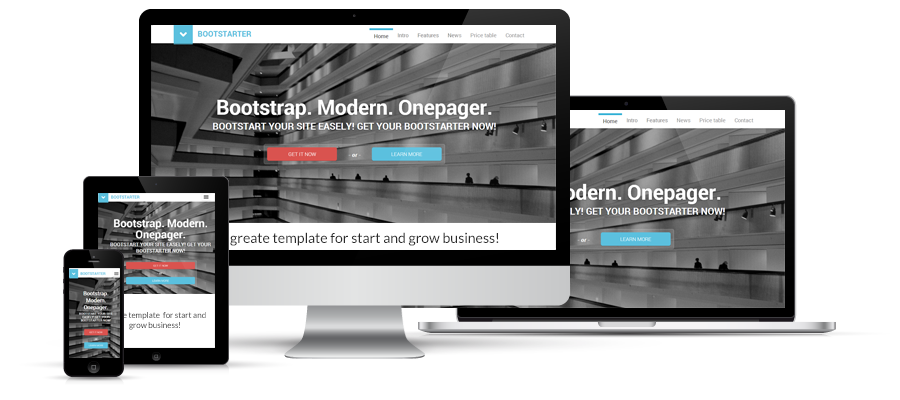 BOOTSTARTER
Home Intro Features News Price table Contact
Bootstrap. Modern. Onepager.
BOOTSTART YOUR SITE EASELY! GET YOUR BOOTSTARTER NOW!
GET IT NOW or LEARN MORE
greate template for start and grow business!
Home Intro Features News Price table Contact
odern. Onepager.
LY! GET YOUR BOOTSTARTER NOW!
or LEARN MORE
BOOTSTARTER
Bootstrap. Modern.
Onepager.
BOOTSTART YOUR SITE EASELY! GET YOUR
BOOTSTARTER NOW!
e template for start and
grow business!
BOOTSTARTER
Bootstrap.
Modern.
Onepager.